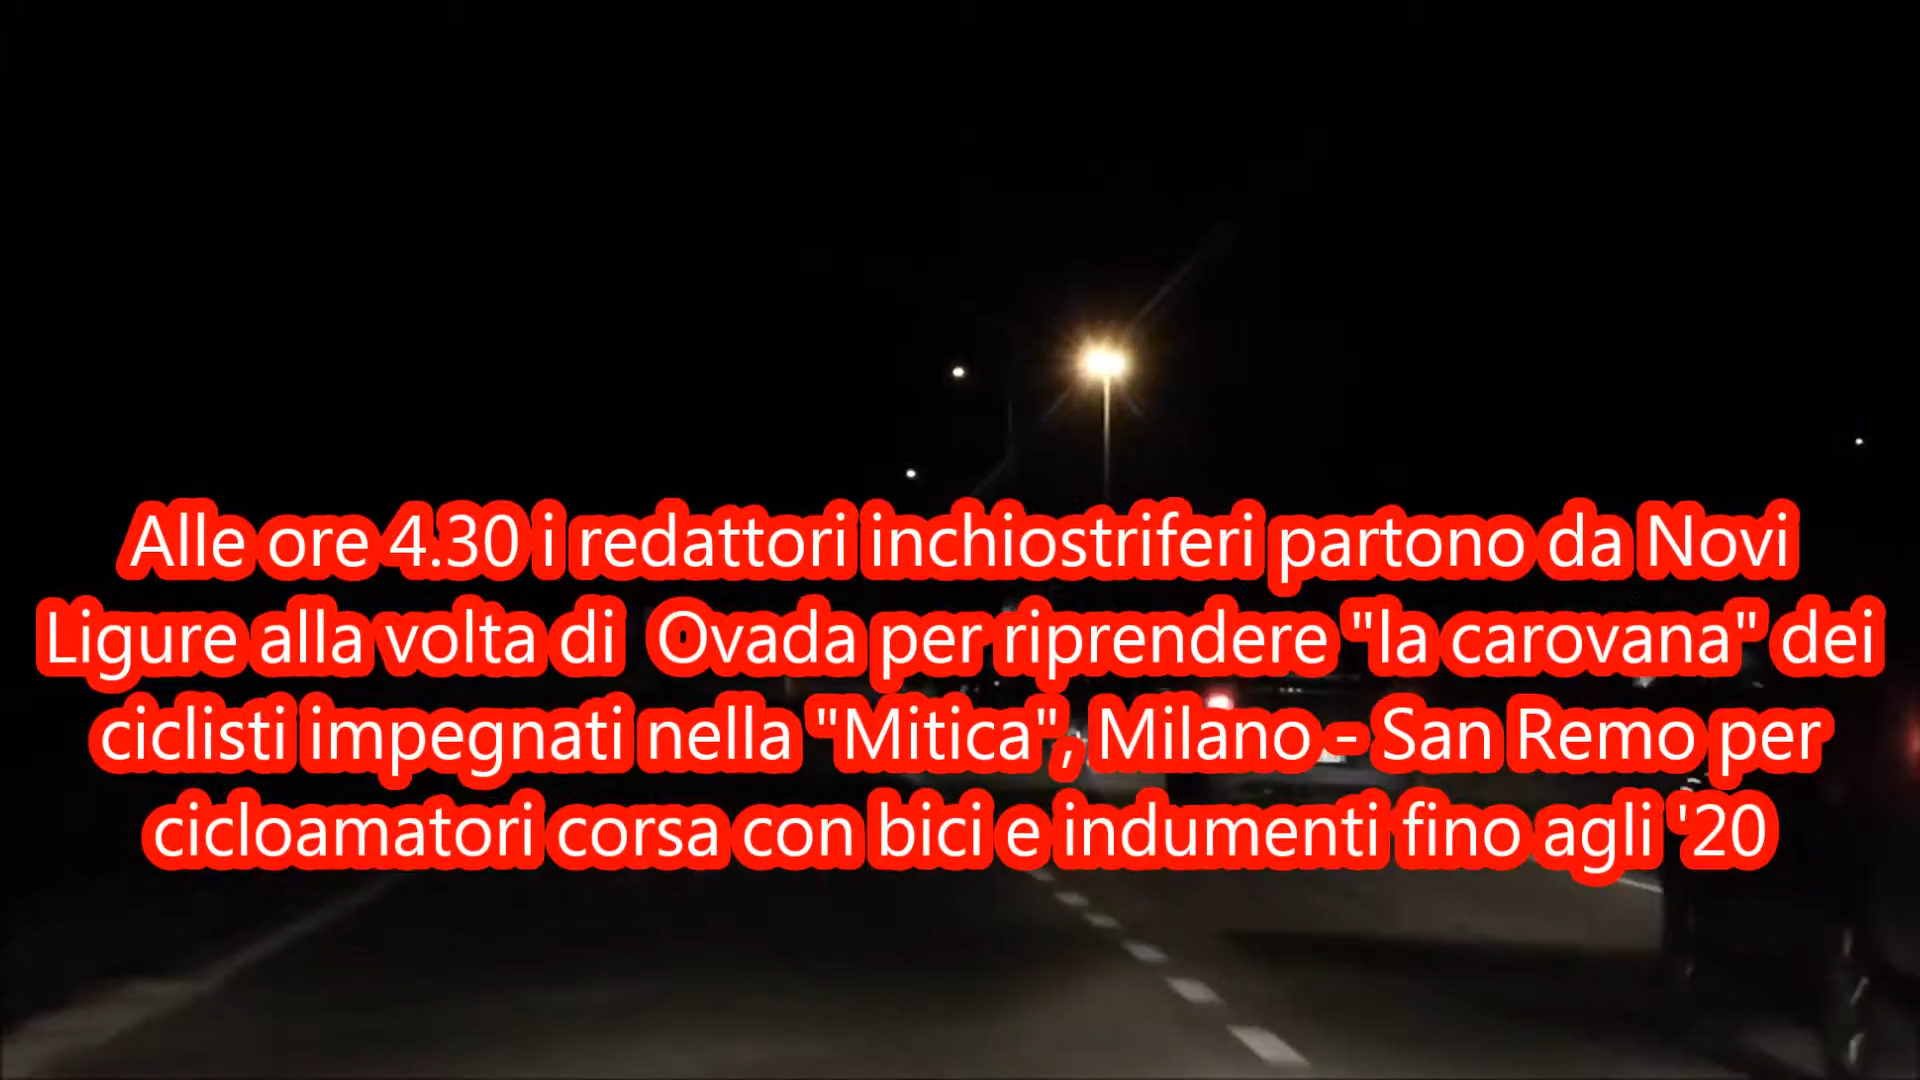 Alle ore 4.30 i redattori inchiostriferi partono da Novi
Ligure alla volta di  Ovada per riprendere "la carovana" dei
ciclisti impegnati nella "Mitica", Milano - San Remo per
cicloamatori corsa con bici e indumenti fino agli '20